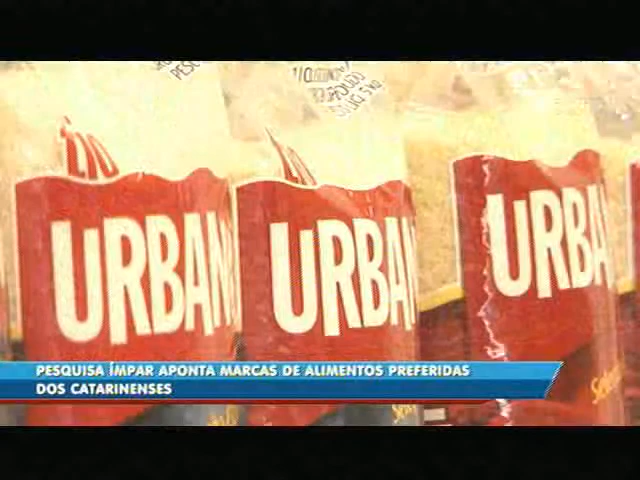 URBAN
URBAN
URBA
PESQUISA ÍMPAR APONTA MARCAS DE ALIMENTOS PREFERIDAS
DOS CATARINENSES